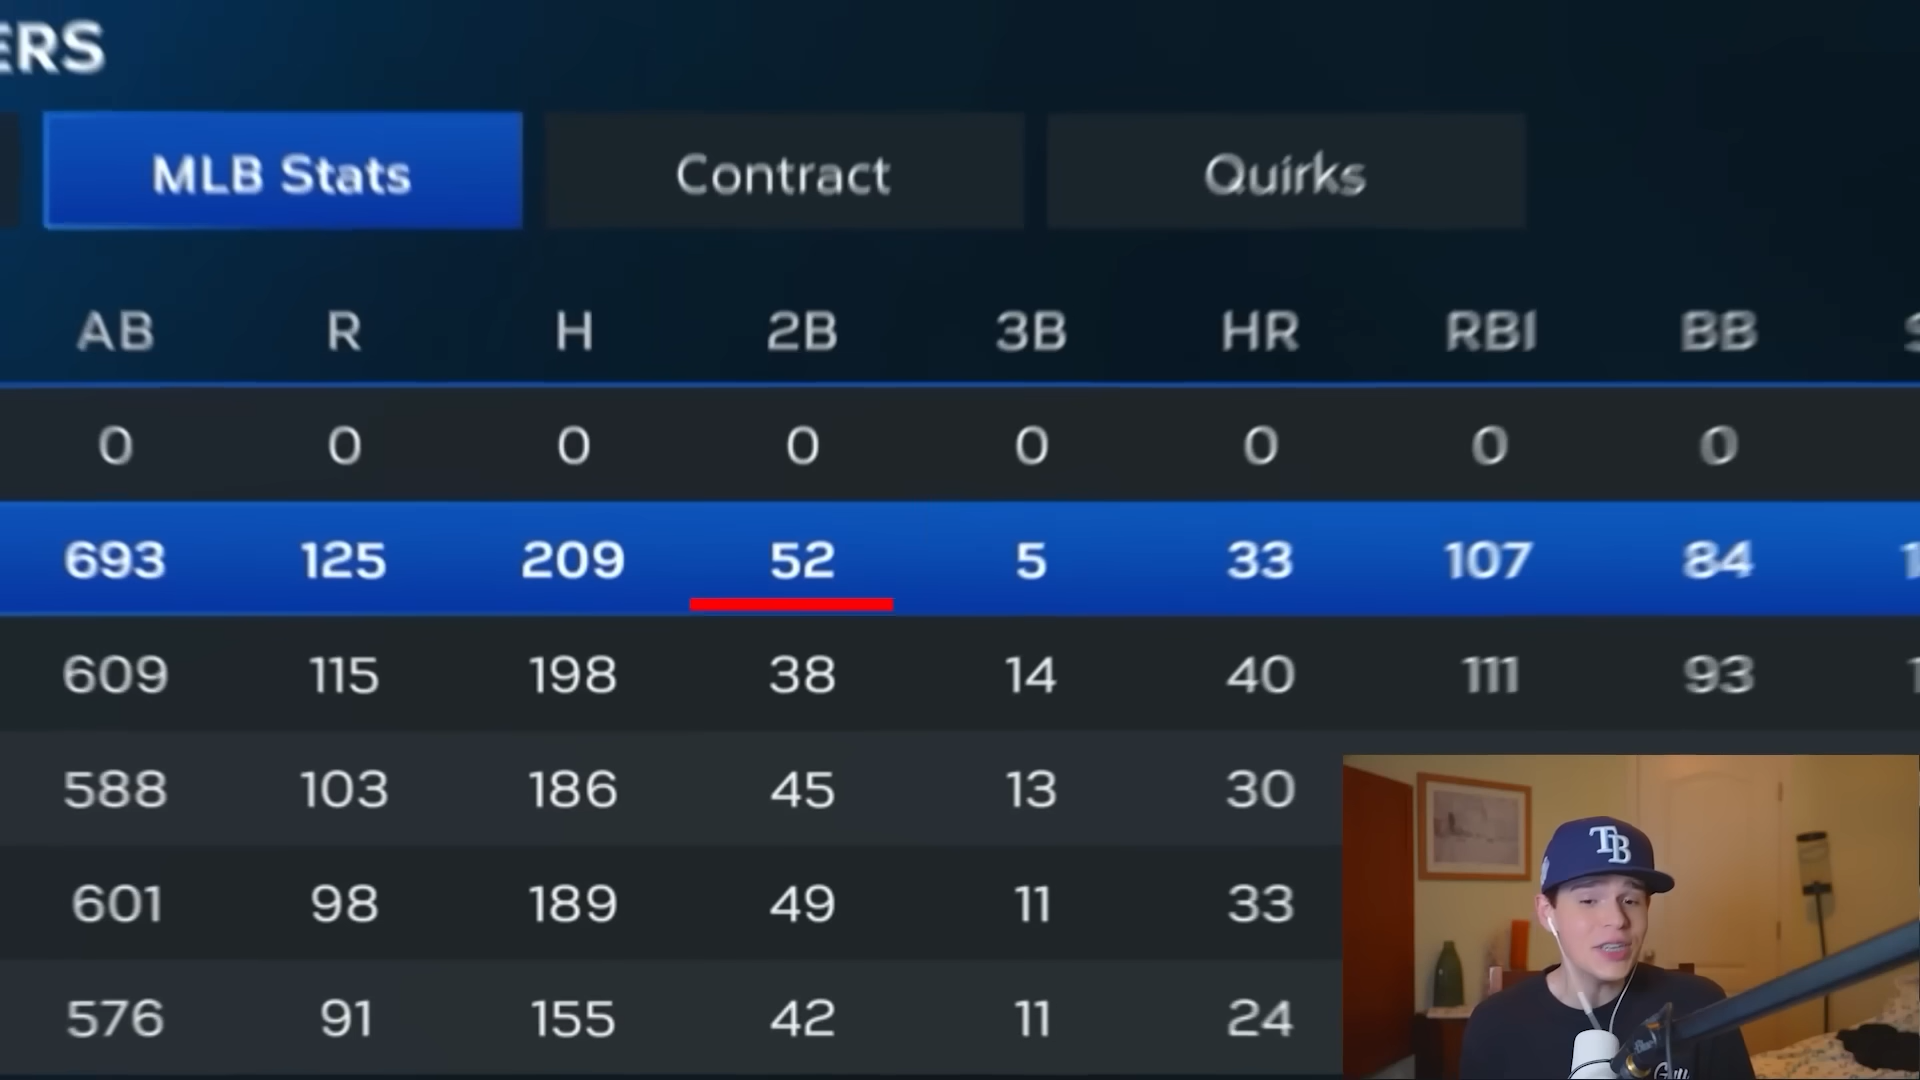 ERS
MLB Stats Contract Quirks
AB R H 2B 3B HR RBI BB
0 0 0 0 0 0 0 0
693 125 209 52 5 33 107 84
609 115 198 38 14 40 111 93
588 103 186 45 13 30
601 98 189 49 11 33
576 91 155 42 11 24
TB